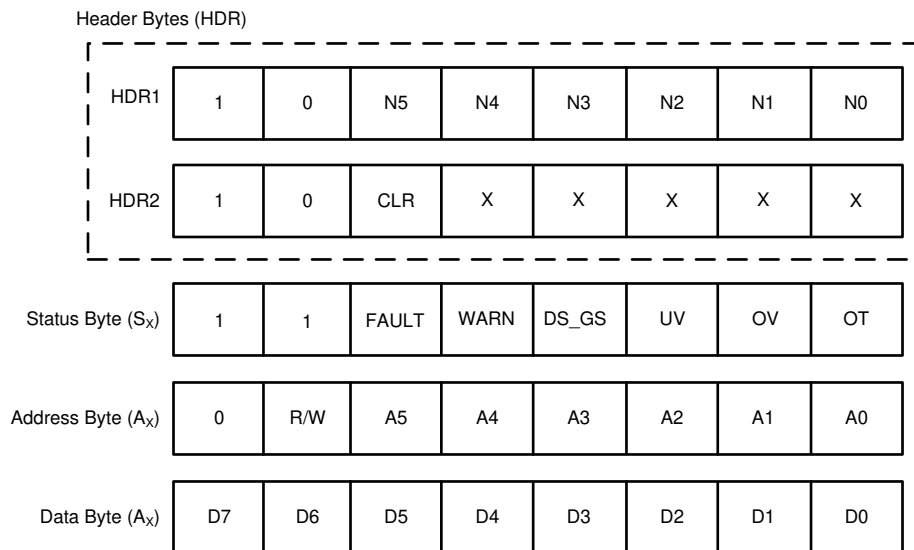 Header Bytes (HDR)
HDR1 1 0 N5 N4 N3 N2 N1 N0
HDR2 1 0 CLR X X X X X
Status Byte (SX) 1 1 FAULT WARN DS_GS UV OV OT
Address Byte (AX) 0 R/W A5 A4 A3 A2 A1 A0
Data Byte (AX) D7 D6 D5 D4 D3 D2 D1 D0